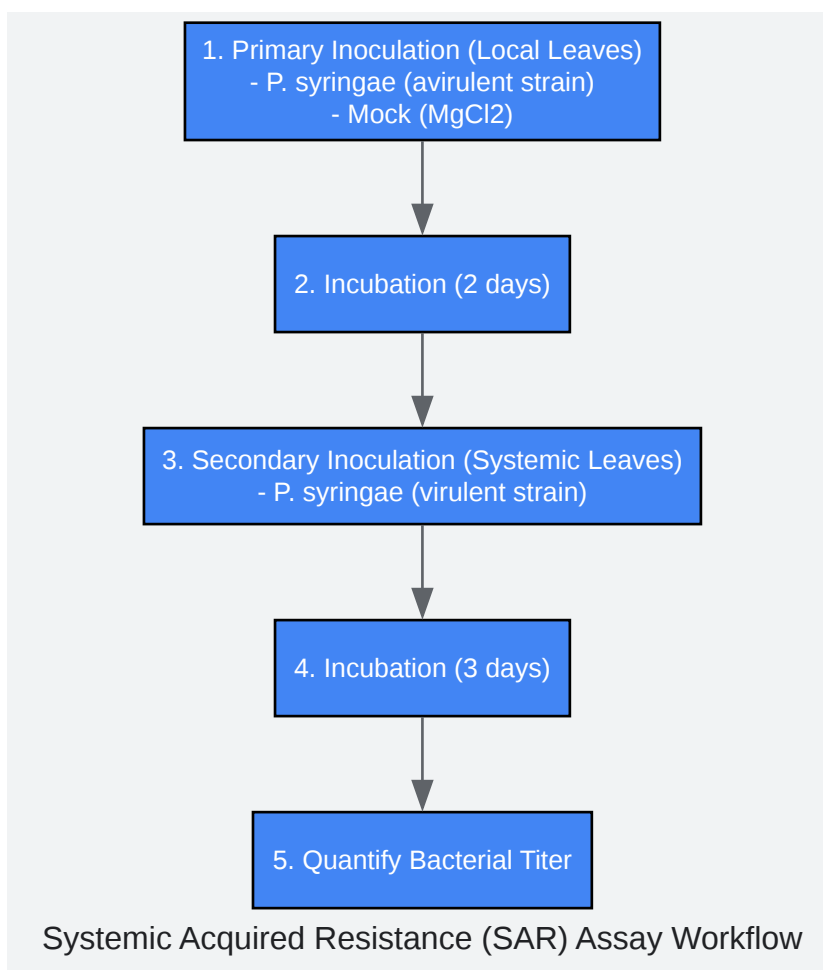 1. Primary Inoculation (Local Leaves)
- P. syringae (avirulent strain)
- Mock (MgCl2)
2. Incubation (2 days)
3. Secondary Inoculation (Systemic Leaves)
- P. syringae (virulent strain)
4. Incubation (3 days)
5. Quantify Bacterial Titer
Systemic Acquired Resistance (SAR) Assay Workflow